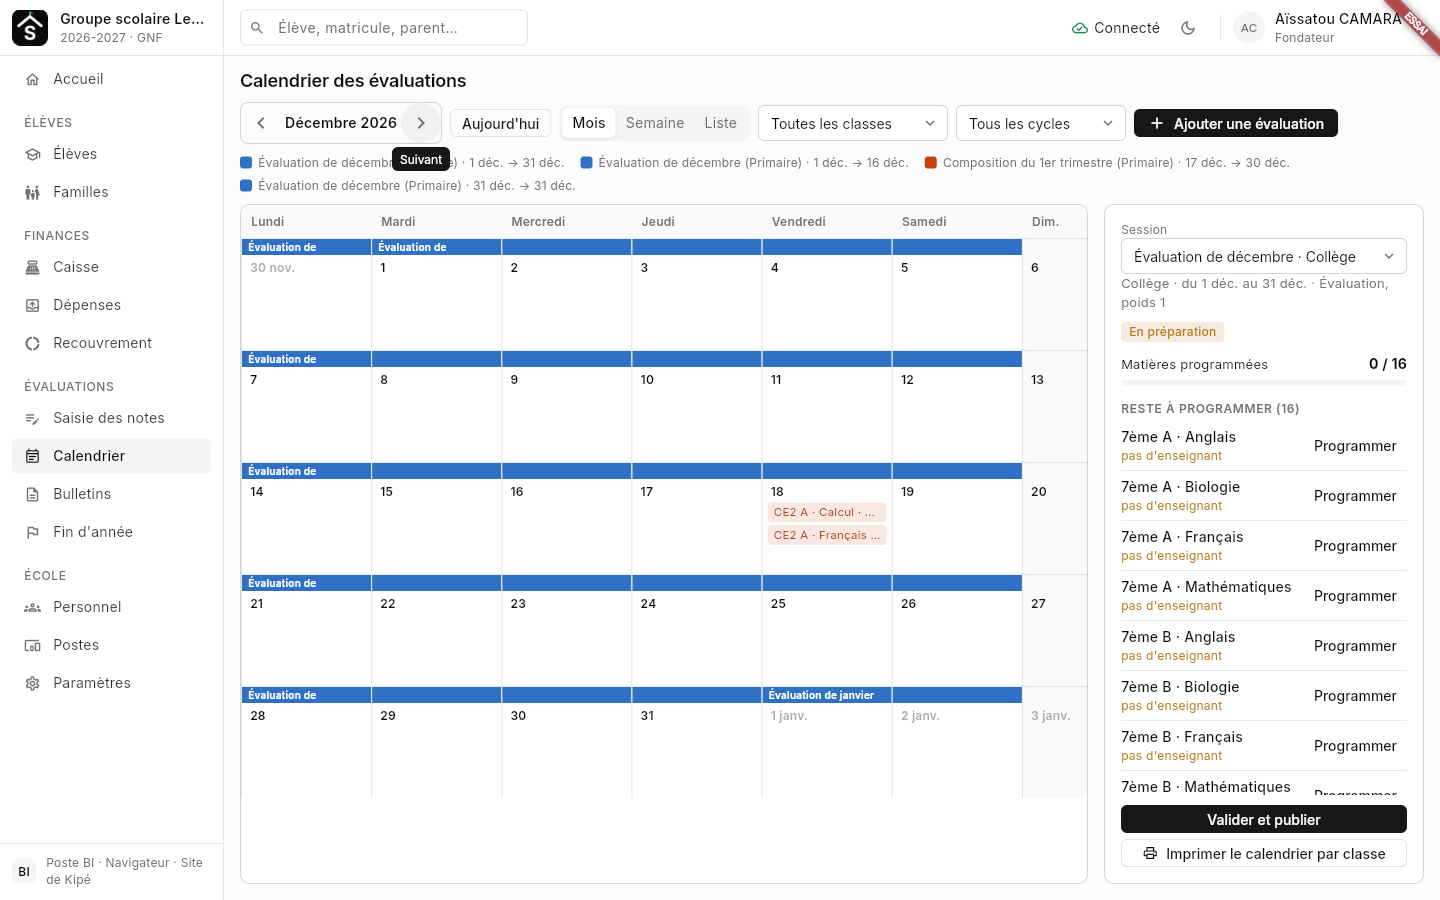 Groupe scolaire Le...
2026-2027 · GNF
Élève, matricule, parent...
Connecté
AC
Aïssatou CAMARA
Fondateur
ESSAI
Accueil
ÉLÈVES
Élèves
Familles
FINANCES
Caisse
Dépenses
Recouvrement
ÉVALUATIONS
Saisie des notes
Calendrier
Bulletins
Fin d'année
ÉCOLE
Personnel
Postes
Paramètres
BI
Poste BI · Navigateur · Site
de Kipé
Calendrier des évaluations
Décembre 2026
Aujourd'hui
Mois Semaine Liste
Toutes les classes
Tous les cycles
+ Ajouter une évaluation
Suivant
Évaluation de décembr e) · 1 déc. → 31 déc. Évaluation de décembre (Primaire) · 1 déc. → 16 déc. Composition du 1er trimestre (Primaire) · 17 déc. → 30 déc.
Évaluation de décembre (Primaire) · 31 déc. → 31 déc.
Lundi Mardi Mercredi Jeudi Vendredi Samedi Dim.
Évaluation de Évaluation de
30 nov. 1 2 3 4 5 6
Évaluation de
7 8 9 10 11 12 13
Évaluation de
14 15 16 17 18 19 20
CE2 A · Calcul · ...
CE2 A · Français ...
Évaluation de
21 22 23 24 25 26 27
Évaluation de Évaluation de janvier
28 29 30 31 1 janv. 2 janv. 3 janv.
Session
Évaluation de décembre · Collège
Collège · du 1 déc. au 31 déc. · Évaluation,
poids 1
En préparation
Matières programmées 0 / 16
RESTE À PROGRAMMER (16)
7ème A · Anglais
pas d'enseignant
Programmer
7ème A · Biologie
pas d'enseignant
Programmer
7ème A · Français
pas d'enseignant
Programmer
7ème A · Mathématiques
pas d'enseignant
Programmer
7ème B · Anglais
pas d'enseignant
Programmer
7ème B · Biologie
pas d'enseignant
Programmer
7ème B · Français
pas d'enseignant
Programmer
7ème B · Mathématiques
Programmer
Valider et publier
Imprimer le calendrier par classe